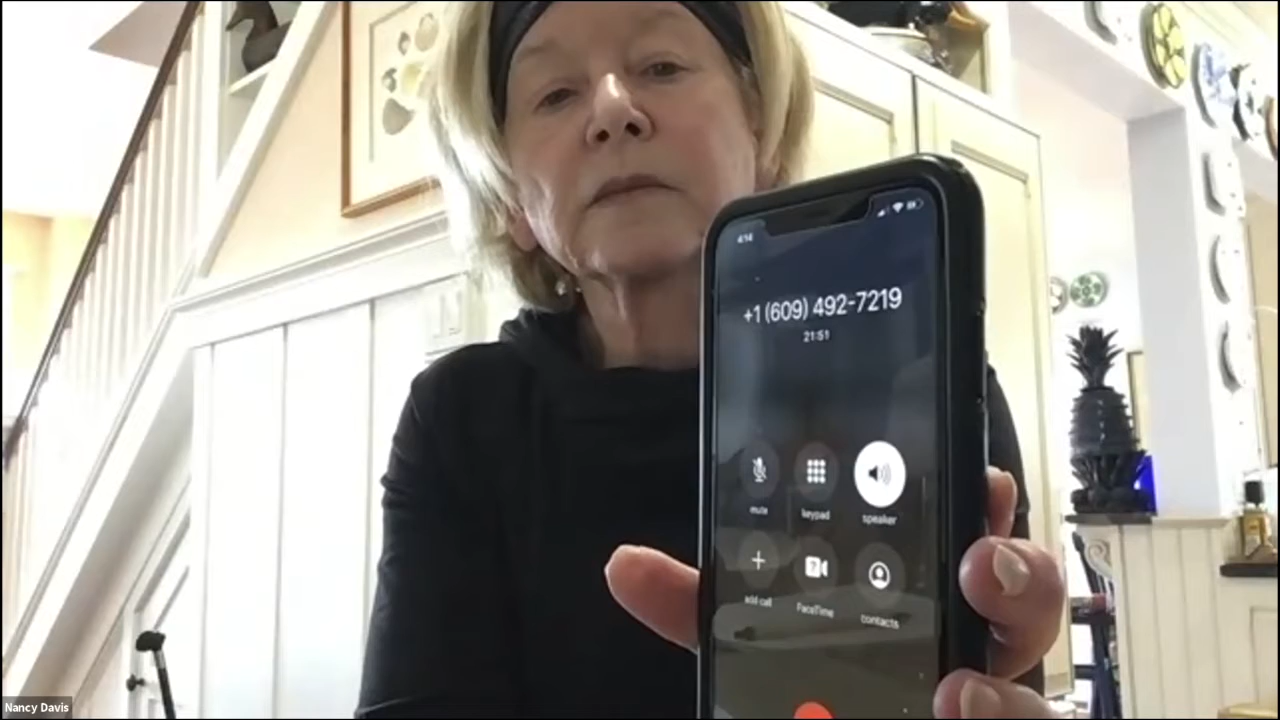 4:14
+1 (609) 492-7219
21:51
mute
keypad
speaker
add call
FaceTime
contacts
Nancy Davis